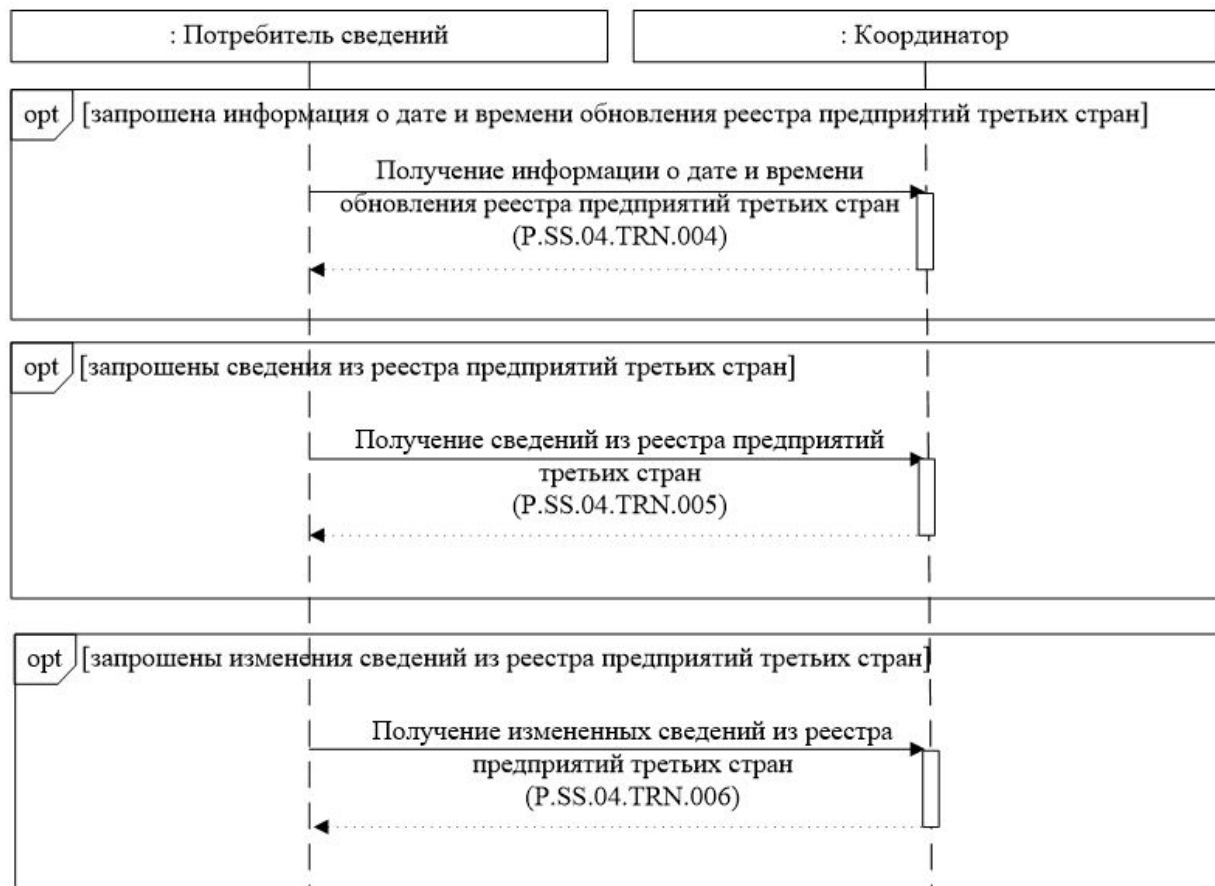 : Потребитель сведений
: Координатор
opt [запрошена информация о дате и времени обновления реестра предприятий третьих стран]
Получение информации о дате и времени
обновления реестра предприятий третьих стран
(P.SS.04.TRN.004)
opt [запрошены сведения из реестра предприятий третьих стран]
Получение сведений из реестра предприятий
третьих стран
(P.SS.04.TRN.005)
opt [запрошены изменения сведений из реестра предприятий третьих стран]
Получение измененных сведений из реестра
предприятий третьих стран
(P.SS.04.TRN.006)